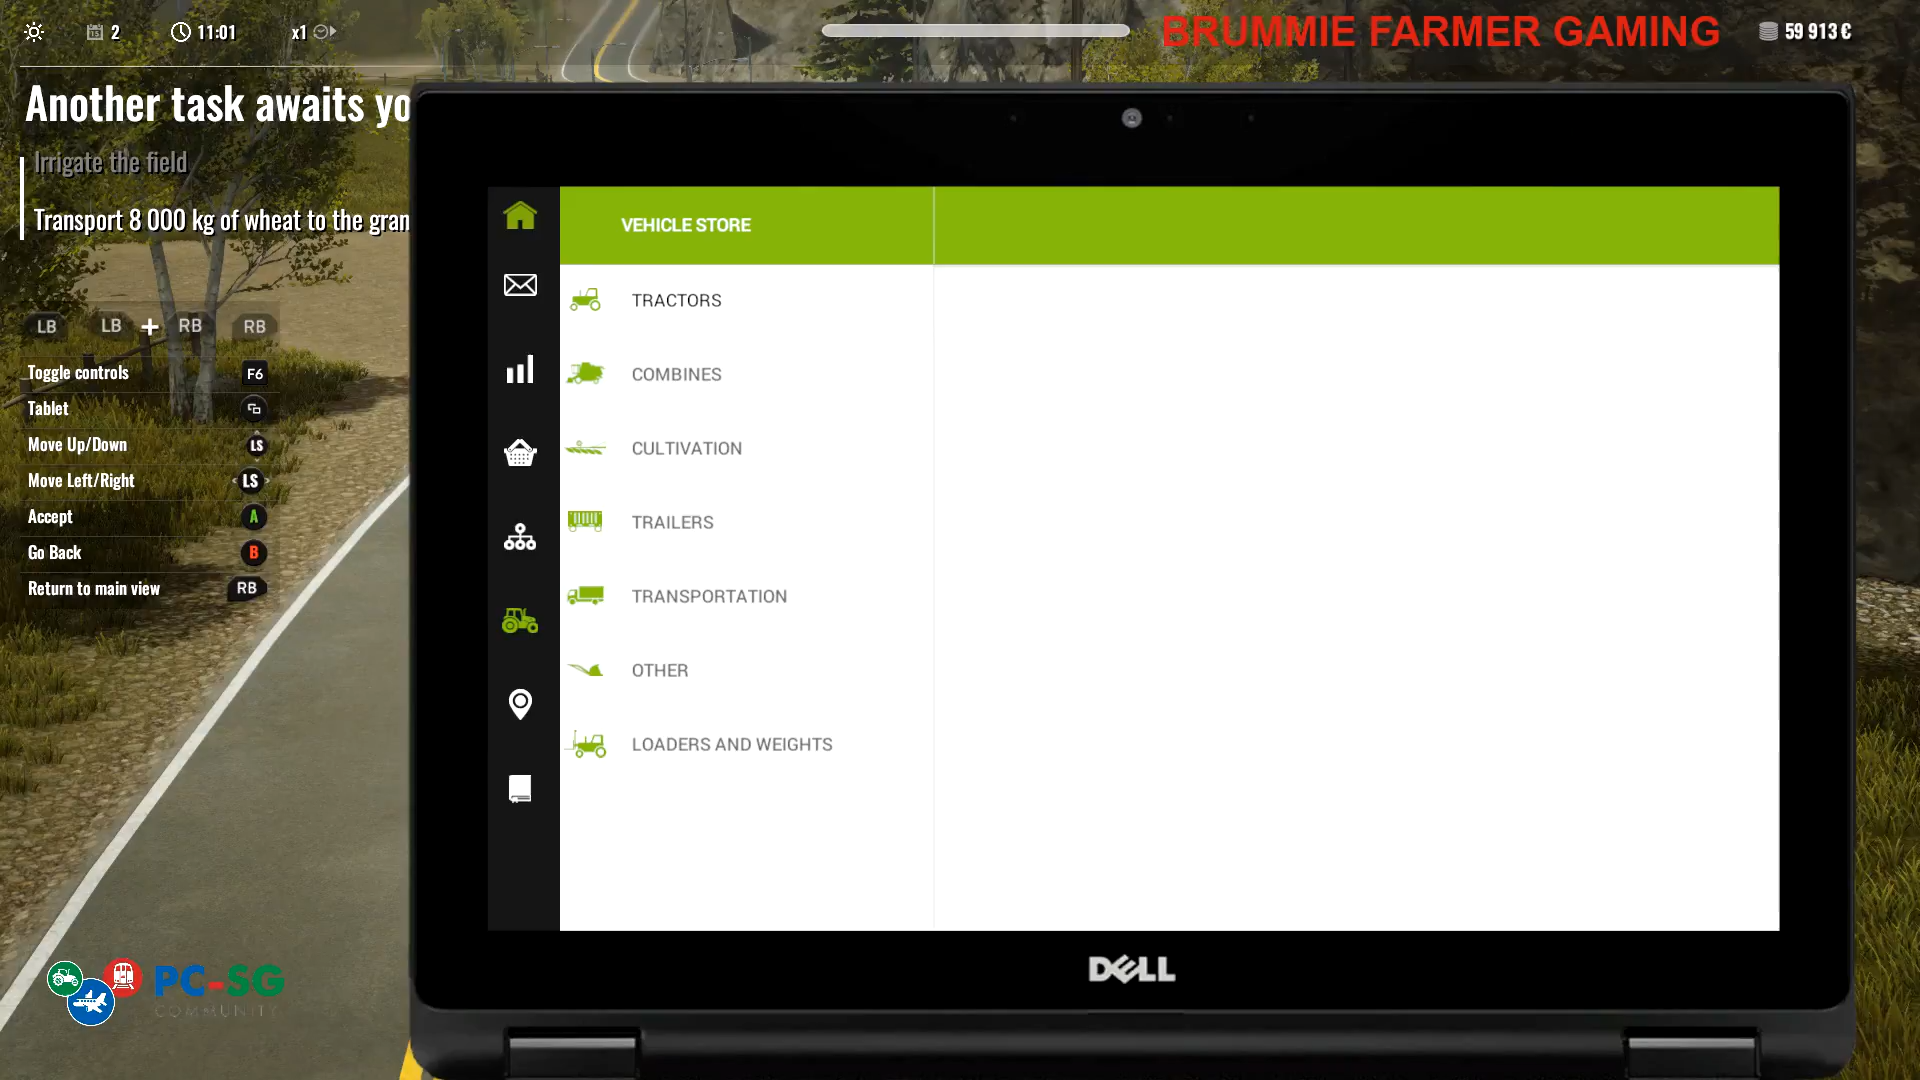 2
11:01
x1
BRUMMIE FARMER GAMING
59 913 €
Another task awaits yo
Irrigate the field
Transport 8 000 kg of wheat to the gran
LB LB + RB RB
Toggle controls F6
Tablet
Move Up/Down LS
Move Left/Right LS
Accept A
Go Back B
Return to main view RB
VEHICLE STORE
TRACTORS
COMBINES
CULTIVATION
TRAILERS
TRANSPORTATION
OTHER
LOADERS AND WEIGHTS
DELL
PC-SG
COMMUNITY